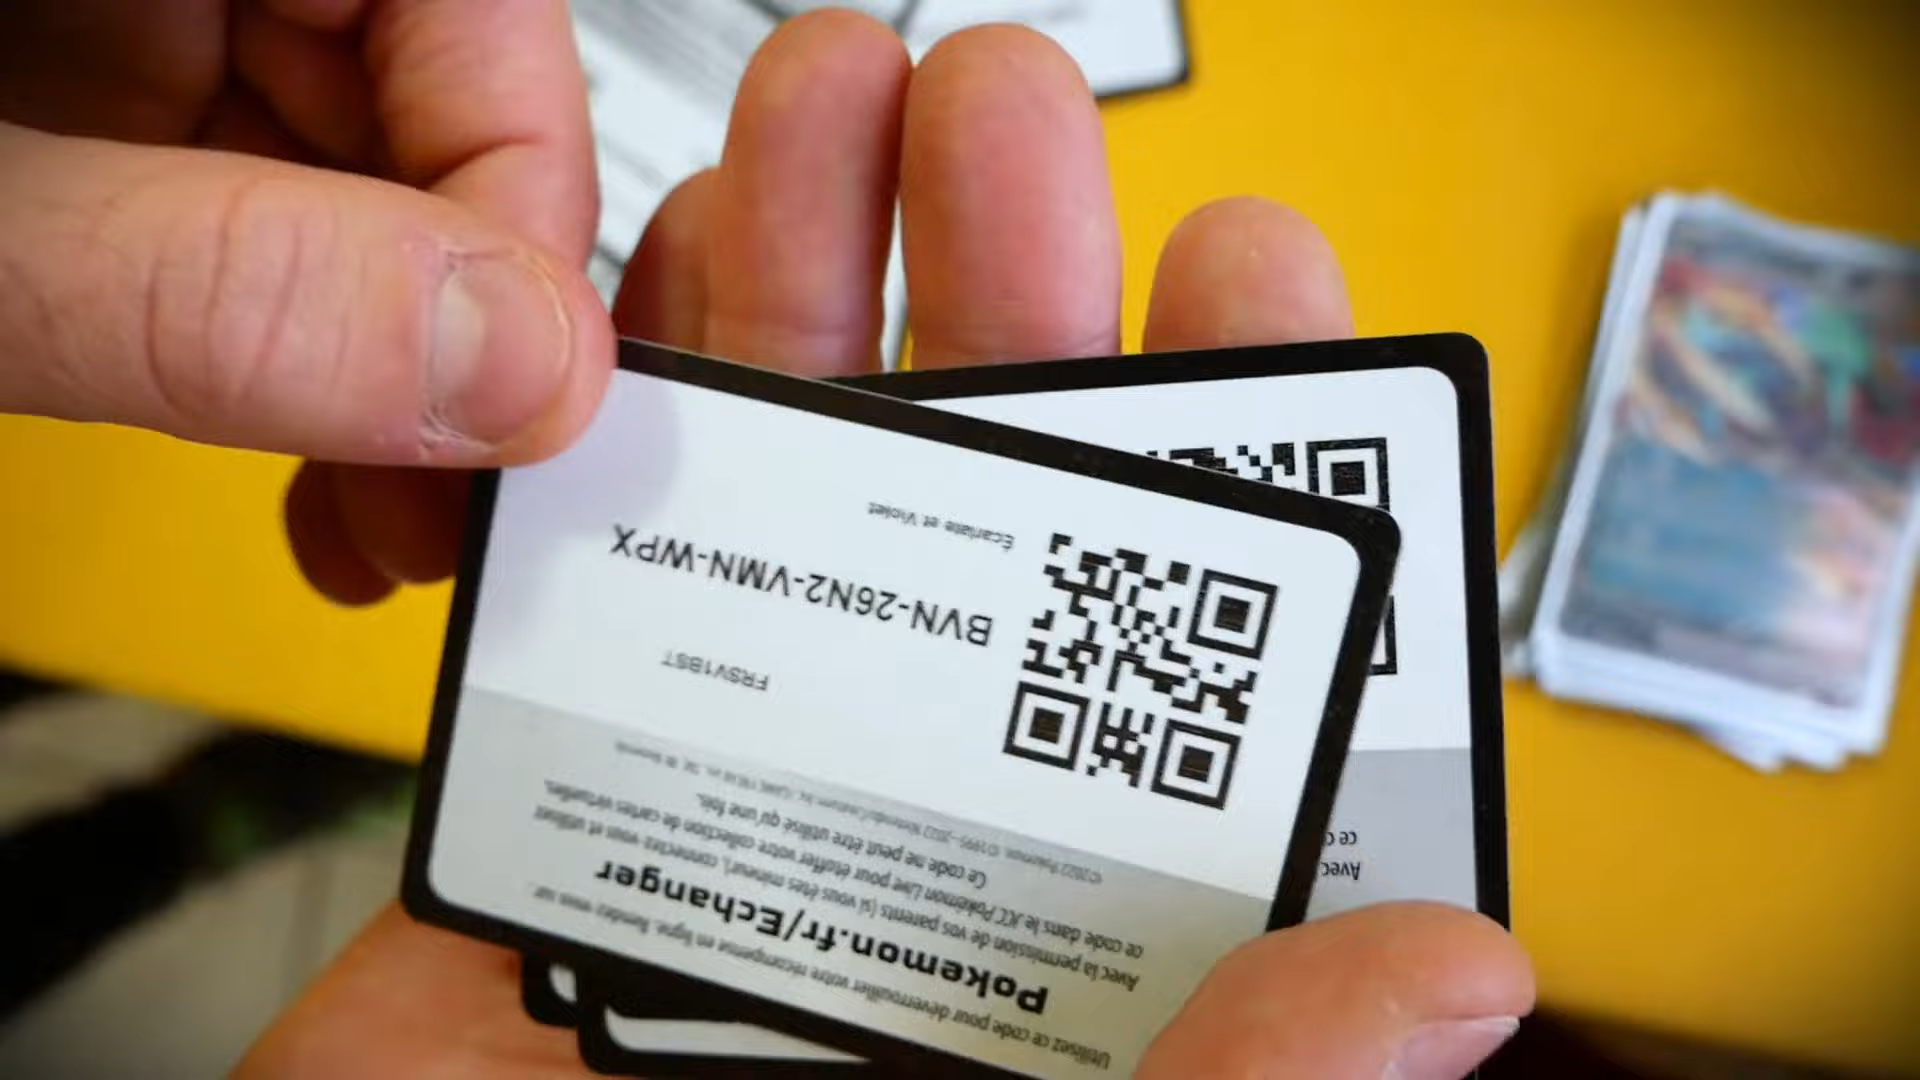 Utilisez ce code pour déverrouiller votre récompense en ligne. Rendez-vous sur :
Pokemon.fr/Echanger
Avec la permission de vos parents (si vous êtes mineur), connectez-vous et utilisez
ce code dans le JCC Pokémon Live pour étoffer votre collection de cartes virtuelles.
Ce code ne peut être utilisé qu'une fois.
FRSV1BST
BVN-26N2-VMN-WPX
Écarlate et Violet
Avec
ce c